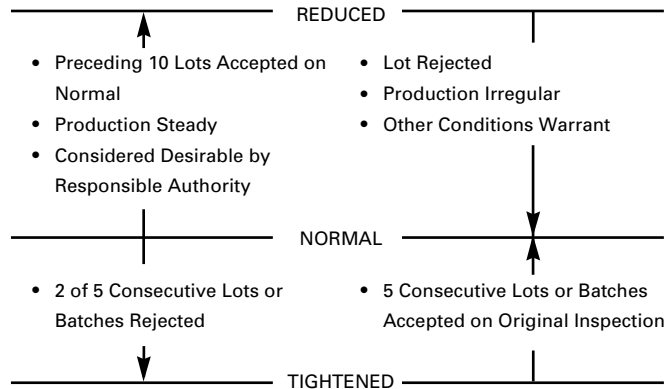 REDUCED
• Preceding 10 Lots Accepted on
Normal
• Production Steady
• Considered Desirable by
Responsible Authority
• Lot Rejected
• Production Irregular
• Other Conditions Warrant
NORMAL
• 2 of 5 Consecutive Lots or
Batches Rejected
• 5 Consecutive Lots or Batches
Accepted on Original Inspection
TIGHTENED